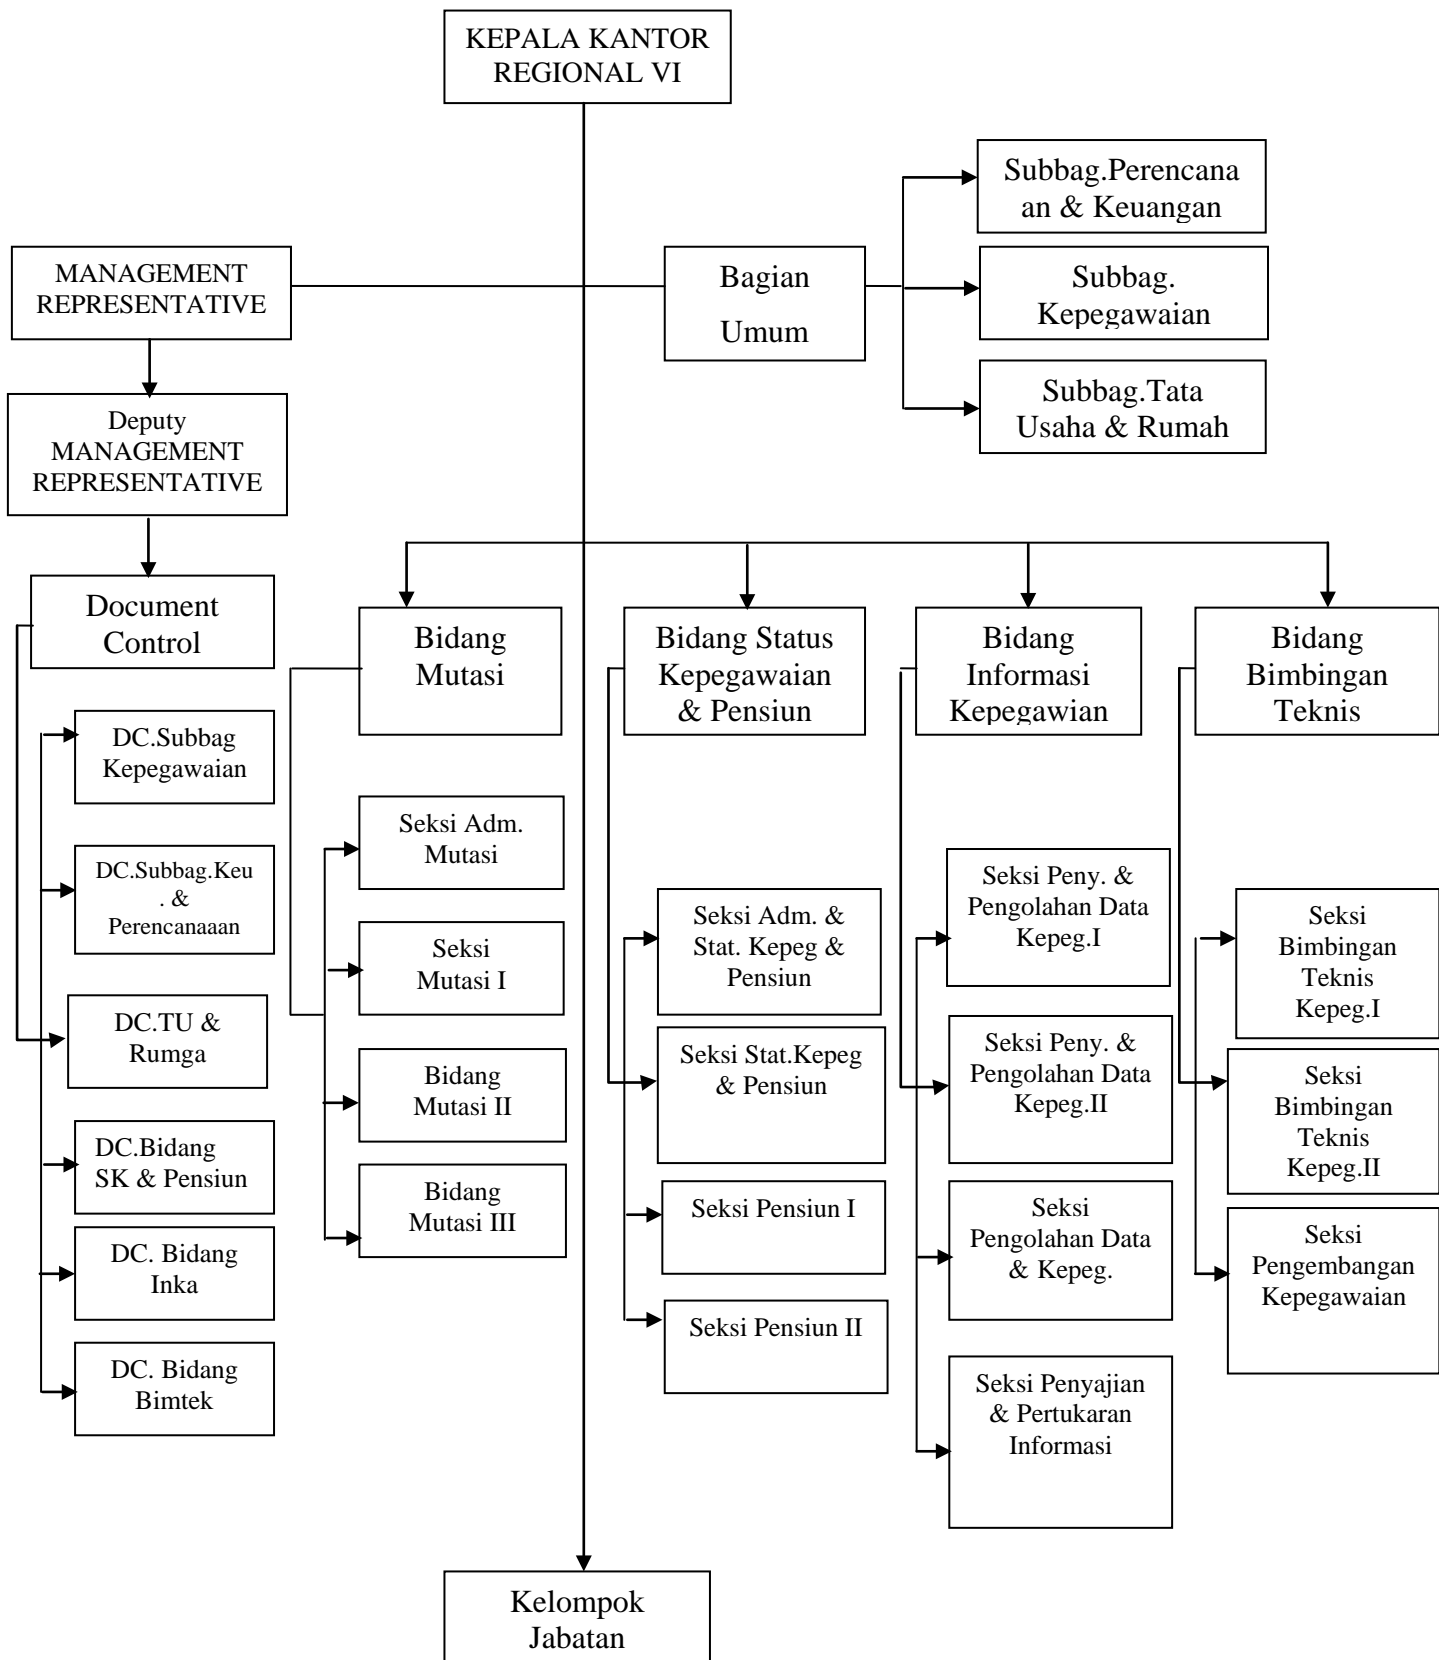 KEPALA KANTOR
REGIONAL VI
Subbag.Perencana
an & Keuangan
MANAGEMENT
REPRESENTATIVE
Bagian
Umum
Subbag.
Kepegawaian
Subbag.Tata
Usaha & Rumah
Deputy
MANAGEMENT
REPRESENTATIVE
Document
Control
Bidang
Mutasi
Bidang Status
Kepegawaian
& Pensiun
Bidang
Informasi
Kepegawian
Bidang
Bimbingan
Teknis
DC.Subbag
Kepegawaian
DC.Subbag.Keu
. &
Perencanaaan
DC.TU &
Rumga
DC.Bidang
SK & Pensiun
DC. Bidang
Inka
DC. Bidang
Bimtek
Seksi Adm.
Mutasi
Seksi
Mutasi I
Bidang
Mutasi II
Bidang
Mutasi III
Seksi Adm. &
Stat. Kepeg &
Pensiun
Seksi Stat.Kepeg
& Pensiun
Seksi Pensiun I
Seksi Pensiun II
Seksi Peny. &
Pengolahan Data
Kepeg.I
Seksi Peny. &
Pengolahan Data
Kepeg.II
Seksi
Pengolahan Data
& Kepeg.
Seksi Penyajian
& Pertukaran
Informasi
Seksi
Bimbingan
Teknis
Kepeg.I
Seksi
Bimbingan
Teknis
Kepeg.II
Seksi
Pengembangan
Kepegawaian
Kelompok
Jabatan